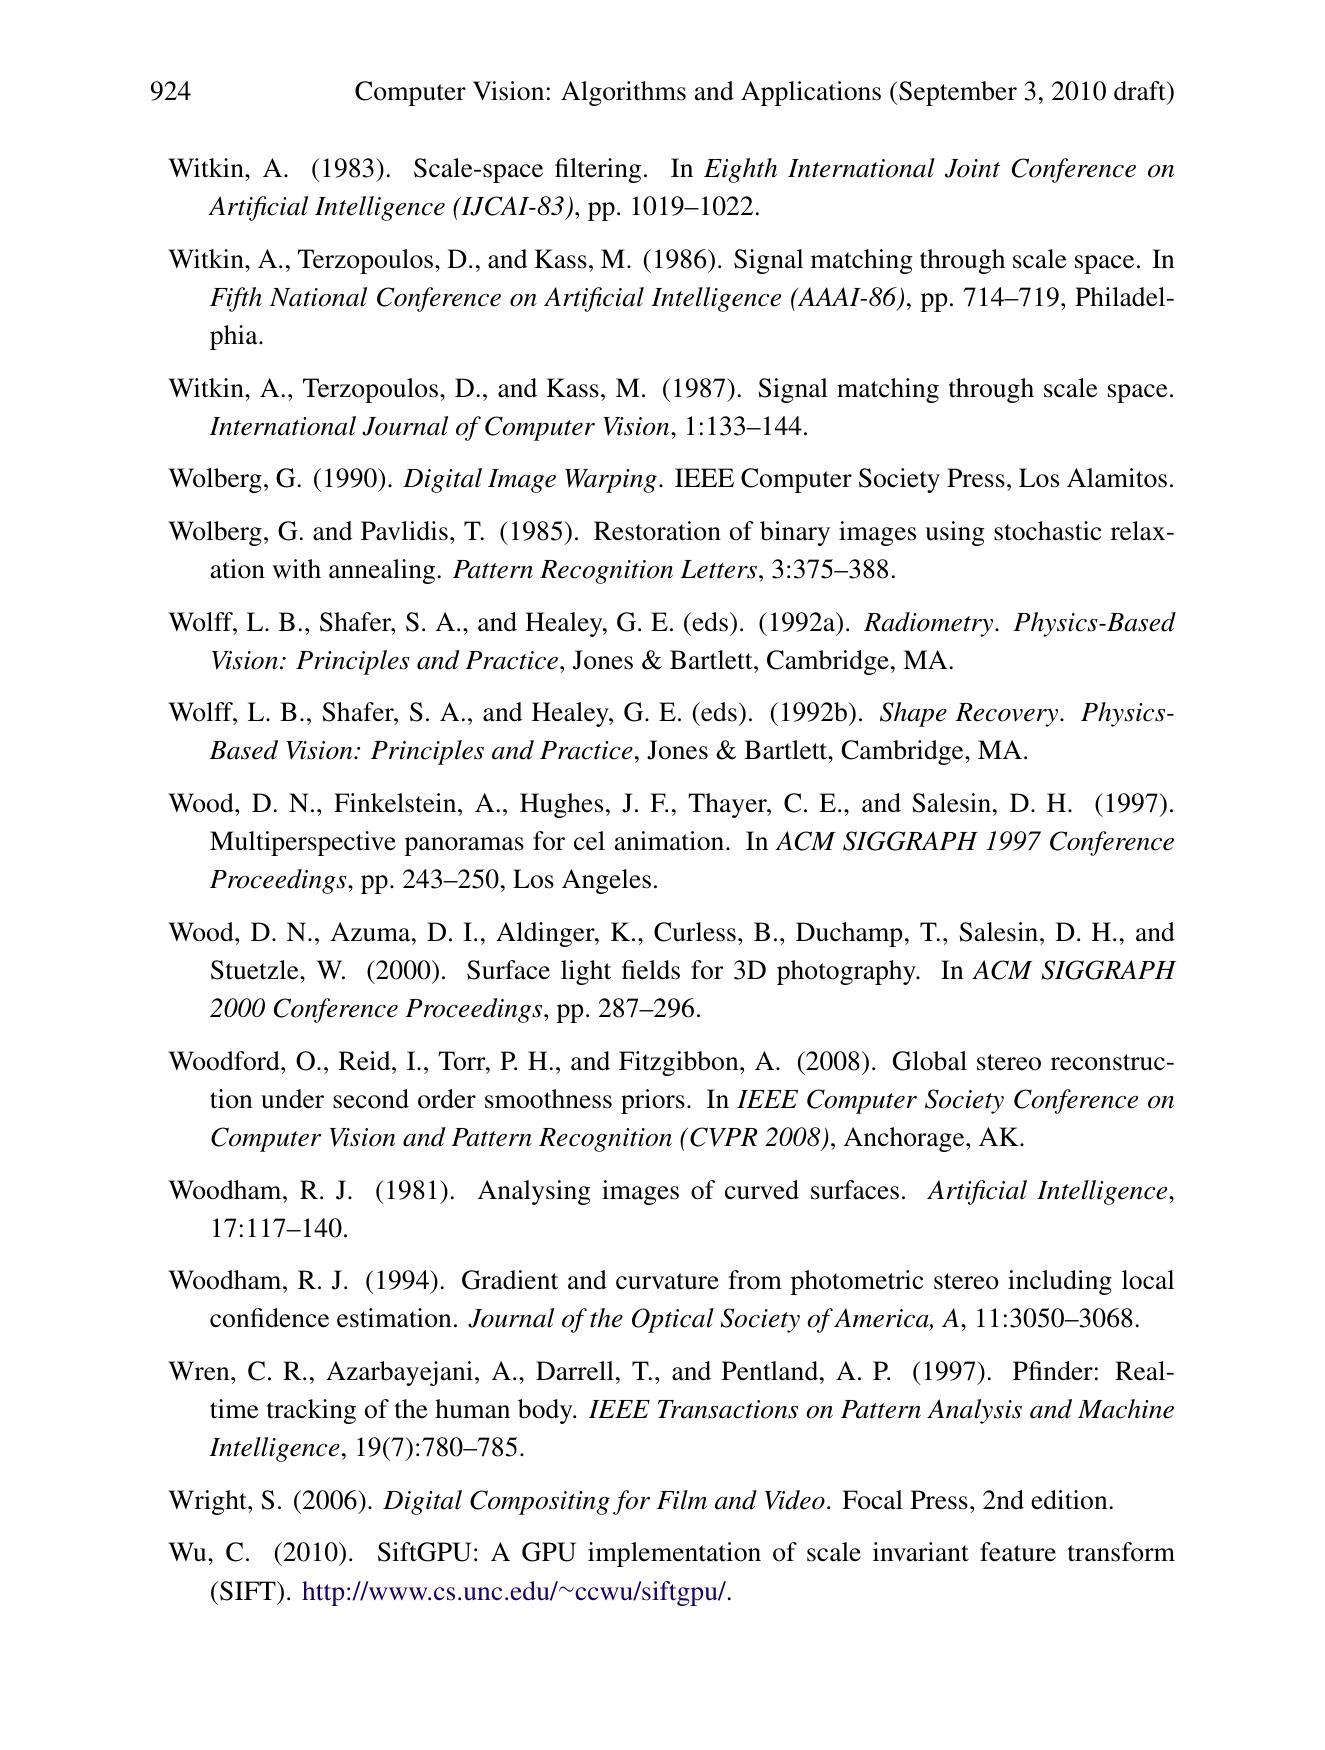 924 Computer Vision: Algorithms and Applications (September 3, 2010 draft)
Witkin, A. (1983). Scale-space filtering. In Eighth International Joint Conference on
Artificial Intelligence (IJCAI-83), pp. 1019–1022.
Witkin, A., Terzopoulos, D., and Kass, M. (1986). Signal matching through scale space. In
Fifth National Conference on Artificial Intelligence (AAAI-86), pp. 714–719, Philadel-
phia.
Witkin, A., Terzopoulos, D., and Kass, M. (1987). Signal matching through scale space.
International Journal of Computer Vision, 1:133–144.
Wolberg, G. (1990). Digital Image Warping. IEEE Computer Society Press, Los Alamitos.
Wolberg, G. and Pavlidis, T. (1985). Restoration of binary images using stochastic relax-
ation with annealing. Pattern Recognition Letters, 3:375–388.
Wolff, L. B., Shafer, S. A., and Healey, G. E. (eds). (1992a). Radiometry. Physics-Based
Vision: Principles and Practice, Jones & Bartlett, Cambridge, MA.
Wolff, L. B., Shafer, S. A., and Healey, G. E. (eds). (1992b). Shape Recovery. Physics-
Based Vision: Principles and Practice, Jones & Bartlett, Cambridge, MA.
Wood, D. N., Finkelstein, A., Hughes, J. F., Thayer, C. E., and Salesin, D. H. (1997).
Multiperspective panoramas for cel animation. In ACM SIGGRAPH 1997 Conference
Proceedings, pp. 243–250, Los Angeles.
Wood, D. N., Azuma, D. I., Aldinger, K., Curless, B., Duchamp, T., Salesin, D. H., and
Stuetzle, W. (2000). Surface light fields for 3D photography. In ACM SIGGRAPH
2000 Conference Proceedings, pp. 287–296.
Woodford, O., Reid, I., Torr, P. H., and Fitzgibbon, A. (2008). Global stereo reconstruc-
tion under second order smoothness priors. In IEEE Computer Society Conference on
Computer Vision and Pattern Recognition (CVPR 2008), Anchorage, AK.
Woodham, R. J. (1981). Analysing images of curved surfaces. Artificial Intelligence,
17:117–140.
Woodham, R. J. (1994). Gradient and curvature from photometric stereo including local
confidence estimation. Journal of the Optical Society of America, A, 11:3050–3068.
Wren, C. R., Azarbayejani, A., Darrell, T., and Pentland, A. P. (1997). Pfinder: Real-
time tracking of the human body. IEEE Transactions on Pattern Analysis and Machine
Intelligence, 19(7):780–785.
Wright, S. (2006). Digital Compositing for Film and Video. Focal Press, 2nd edition.
Wu, C. (2010). SiftGPU: A GPU implementation of scale invariant feature transform
(SIFT). http://www.cs.unc.edu/~ccwu/siftgpu/.